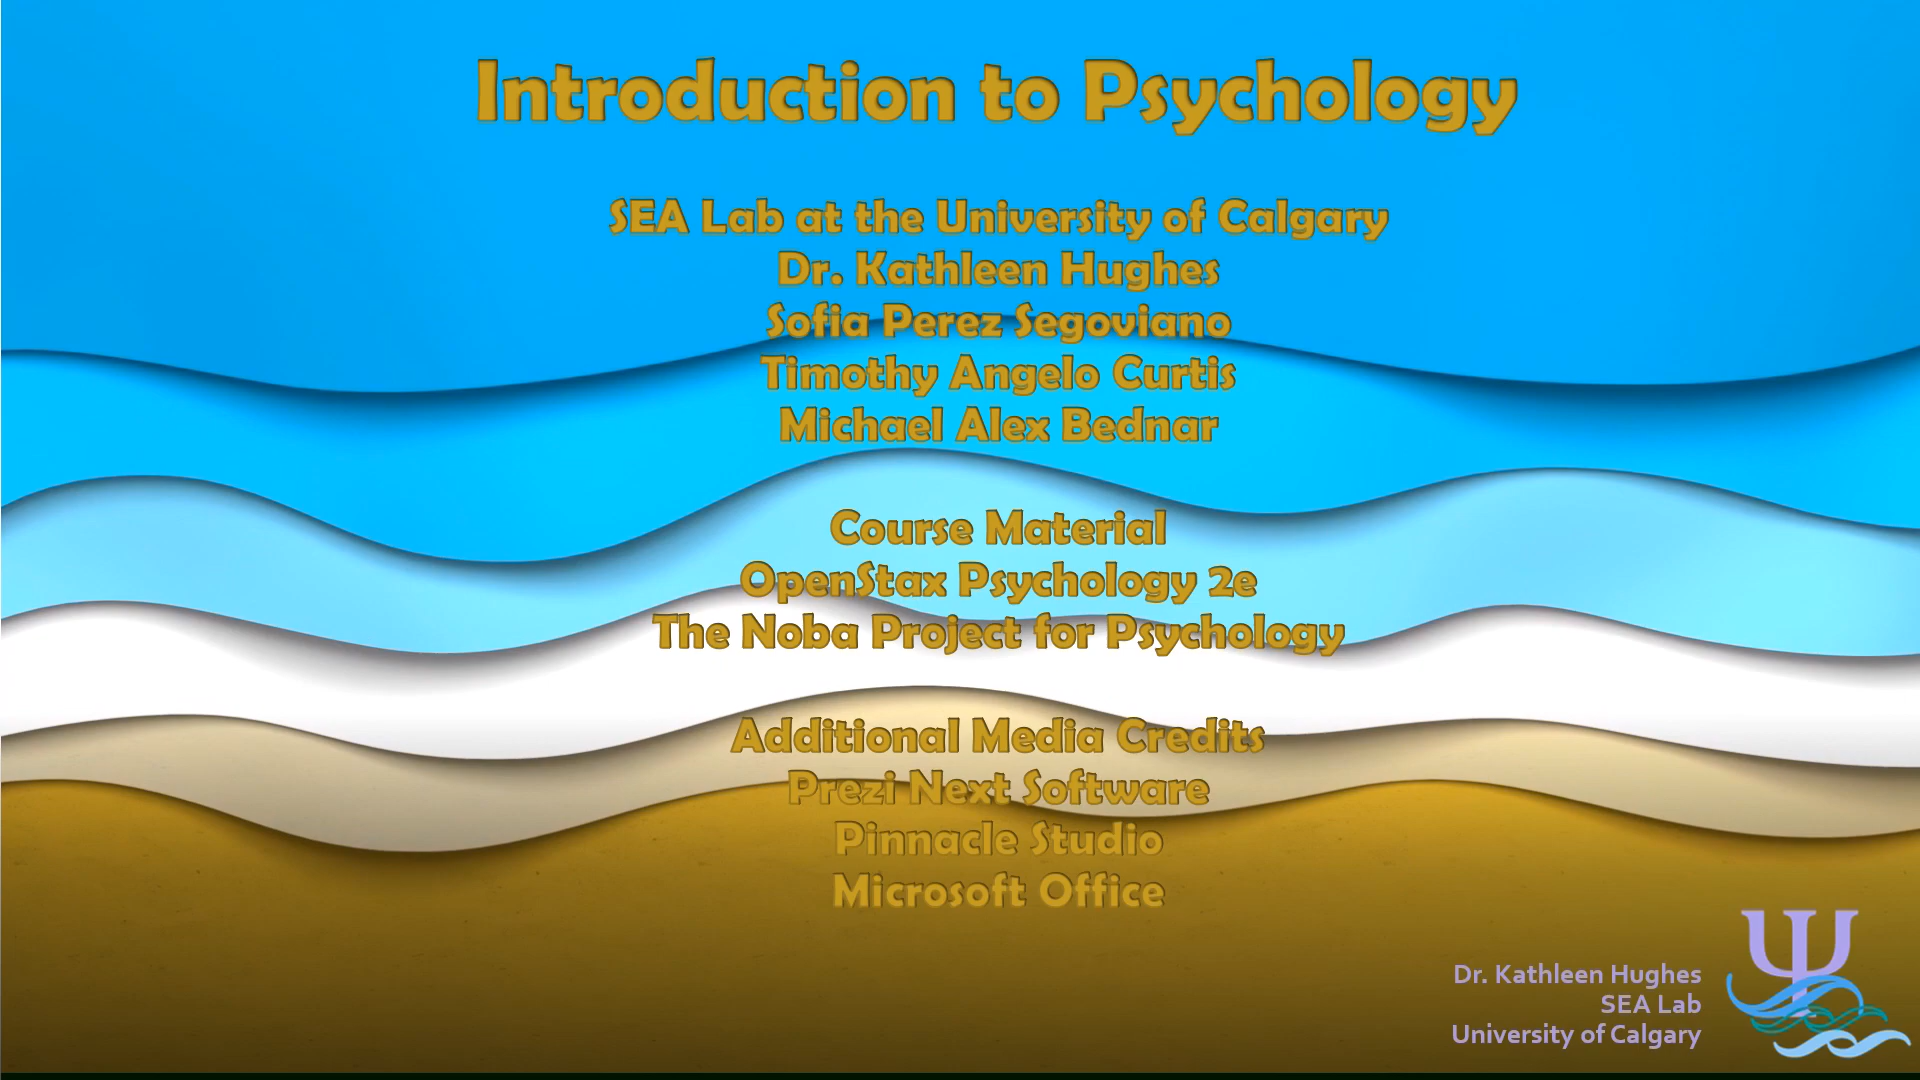 Introduction to Psychology
SEA Lab at the University of Calgary
Dr. Kathleen Hughes
Sofia Perez Segoviano
Timothy Angelo Curtis
Michael Alex Bednar
Course Material
OpenStax Psychology 2e
The Noba Project for Psychology
Additional Media Credits
Prezi Next Software
Pinnacle Studio
Microsoft Office
Dr. Kathleen Hughes
SEA Lab
University of Calgary